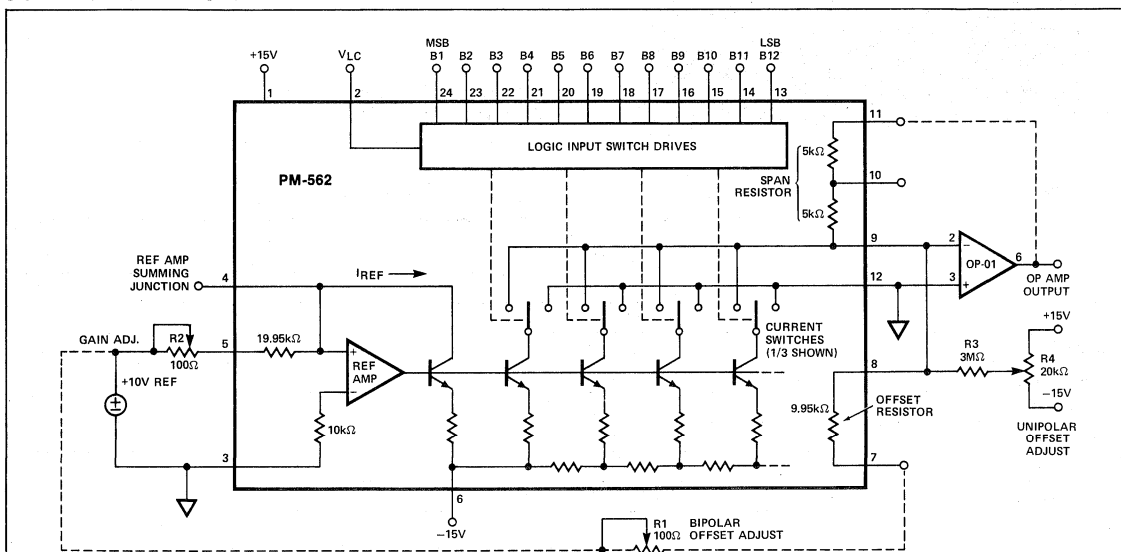 +15V
VLC
MSB
B1 B2 B3 B4 B5 B6 B7 B8 B9 B10 B11
LSB
B12
1 2 24 23 22 21 20 19 18 17 16 15 14 13
LOGIC INPUT SWITCH DRIVES
PM-562
11
5kΩ
SPAN
RESISTOR
10
5kΩ
9
2
−
OP-01
6
+
3
12
OP AMP
OUTPUT
REF AMP
SUMMING
JUNCTION
4
IREF
GAIN ADJ.
R2
100Ω
5
19.95kΩ
+
REF
AMP
−
10kΩ
+10V REF
±
3
CURRENT
SWITCHES
(1/3 SHOWN)
8
9.95kΩ
OFFSET
RESISTOR
7
R3
3MΩ
+15V
R4
20kΩ
−15V
UNIPOLAR
OFFSET
ADJUST
6
−15V
R1
100Ω
BIPOLAR
OFFSET ADJUST